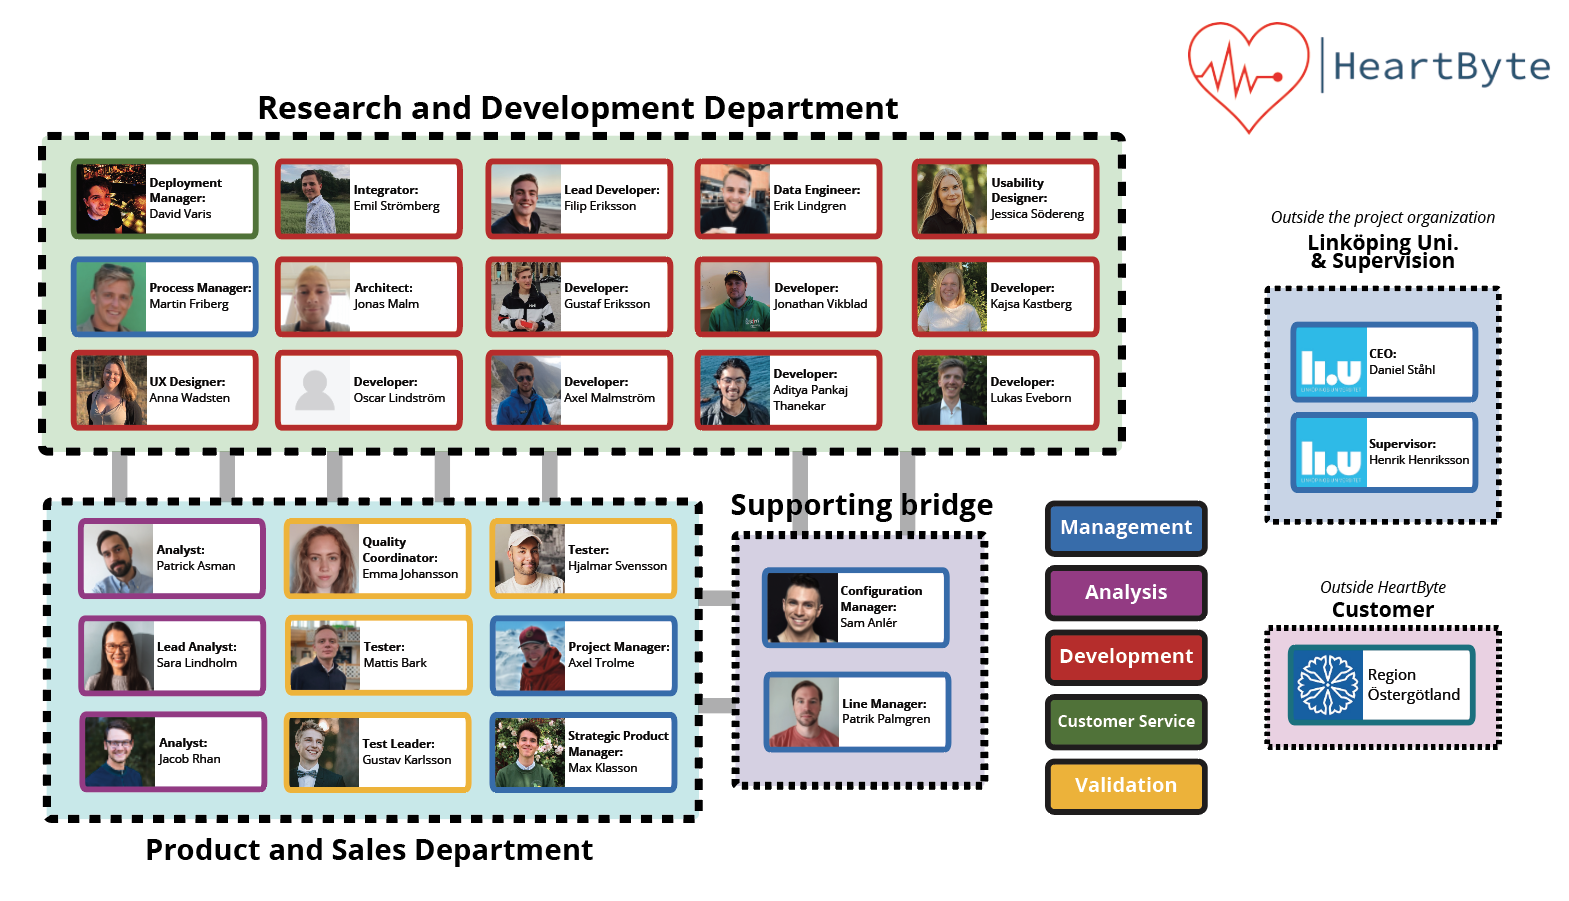 HeartByte
Research and Development Department
Deployment
Manager:
David Varis
Integrator:
Emil Strömberg
Lead Developer:
Filip Eriksson
Data Engineer:
Erik Lindgren
Usability
Designer:
Jessica Södereng
Process Manager:
Martin Friberg
Architect:
Jonas Malm
Developer:
Gustaf Eriksson
Developer:
Jonathan Vikblad
Developer:
Kajsa Kastberg
UX Designer:
Anna Wadsten
Developer:
Oscar Lindström
Developer:
Axel Malmström
Developer:
Aditya Pankaj
Thanekar
Developer:
Lukas Eveborn
Outside the project organization
Linköping Uni.
& Supervision
li.u
LINKÖPINGS UNIVERSITET
CEO:
Daniel Ståhl
li.u
LINKÖPINGS UNIVERSITET
Supervisor:
Henrik Henriksson
Analyst:
Patrick Asman
Quality
Coordinator:
Emma Johansson
Tester:
Hjalmar Svensson
Lead Analyst:
Sara Lindholm
Tester:
Mattis Bark
Project Manager:
Axel Trolme
Analyst:
Jacob Rhan
Test Leader:
Gustav Karlsson
Strategic Product
Manager:
Max Klasson
Product and Sales Department
Supporting bridge
Configuration
Manager:
Sam Anlér
Line Manager:
Patrik Palmgren
Management
Analysis
Development
Customer Service
Validation
Outside HeartByte
Customer
Region
Östergötland